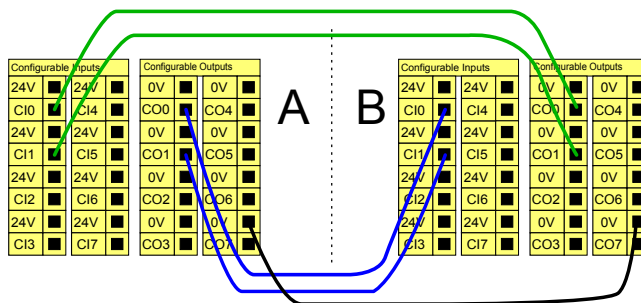 Configurable Inputs Configurable Outputs Configurable Inputs Configurable Outputs
24V 24V 0V 0V 24V 24V 0V 0V
CI0 CI4 CO0 CO4 A B CI0 CI4 CO0 CO4
24V 24V 0V 0V 24V 24V 0V 0V
CI1 CI5 CO1 CO5 CI1 CI5 CO1 CO5
24V 24V 0V 0V 24V 24V 0V 0V
CI2 CI6 CO2 CO6 CI2 CI6 CO2 CO6
24V 24V 0V 0V 24V 24V 0V 0V
CI3 CI7 CO3 CO7 CI3 CI7 CO3 CO7